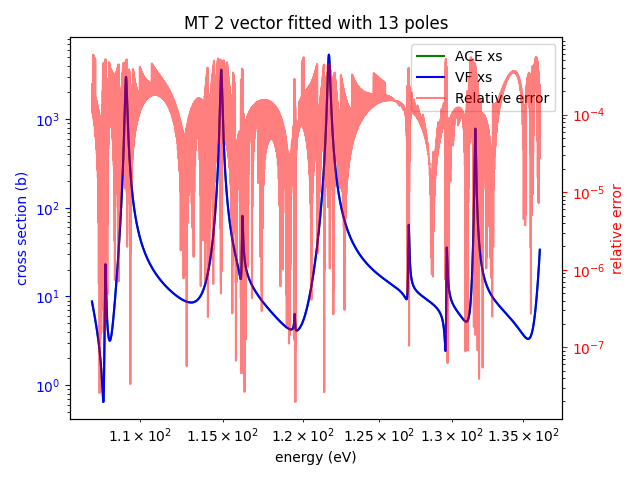 MT 2 vector fitted with 13 poles
ACE xs
VF xs
Relative error
cross section (b)
10³
10²
10¹
10⁰
relative error
10⁻⁴
10⁻⁵
10⁻⁶
10⁻⁷
1.1 × 10² 1.15 × 10² 1.2 × 10² 1.25 × 10² 1.3 × 10² 1.35 × 10²
energy (eV)